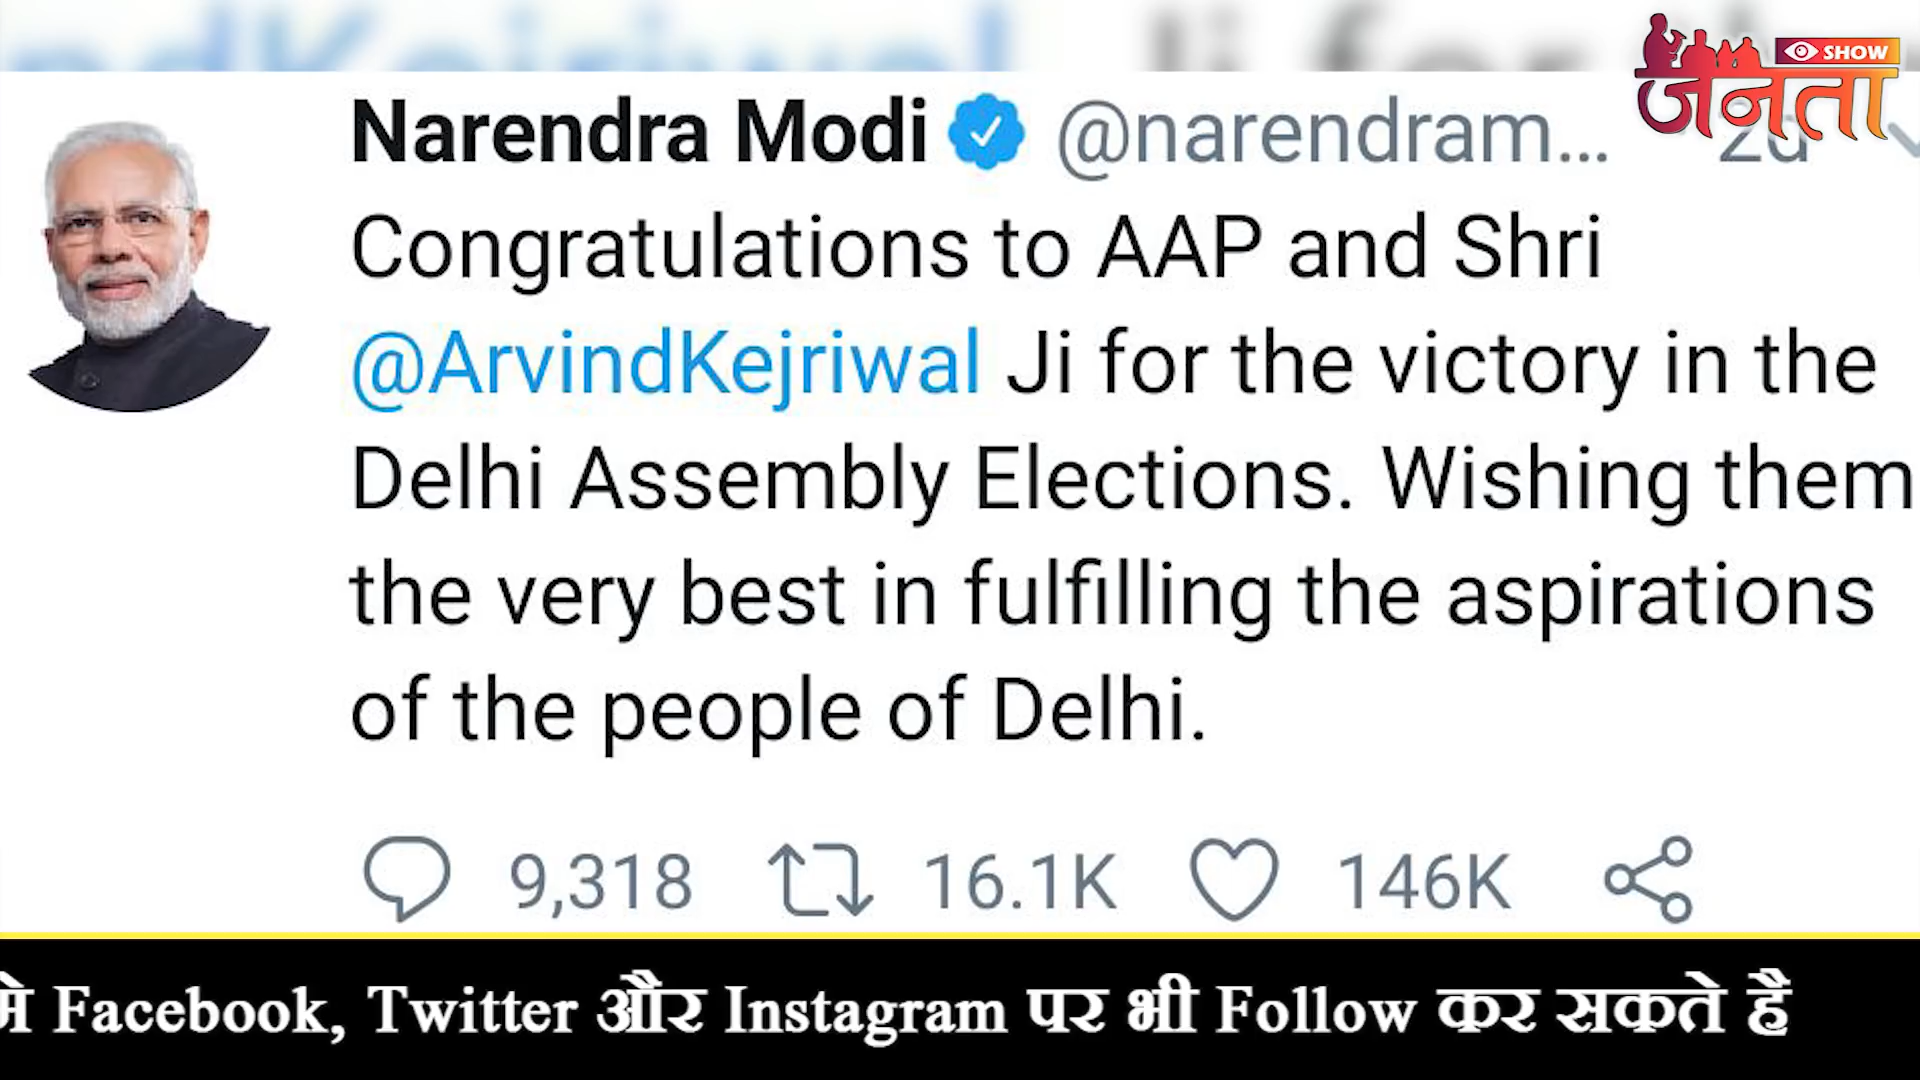 SHOW
जनता
Narendra Modi @narendram... 2d
Congratulations to AAP and Shri
@ArvindKejriwal Ji for the victory in the
Delhi Assembly Elections. Wishing them
the very best in fulfilling the aspirations
of the people of Delhi.
9,318 16.1K 146K
Facebook, Twitter और Instagram पर भी Follow कर सकते है